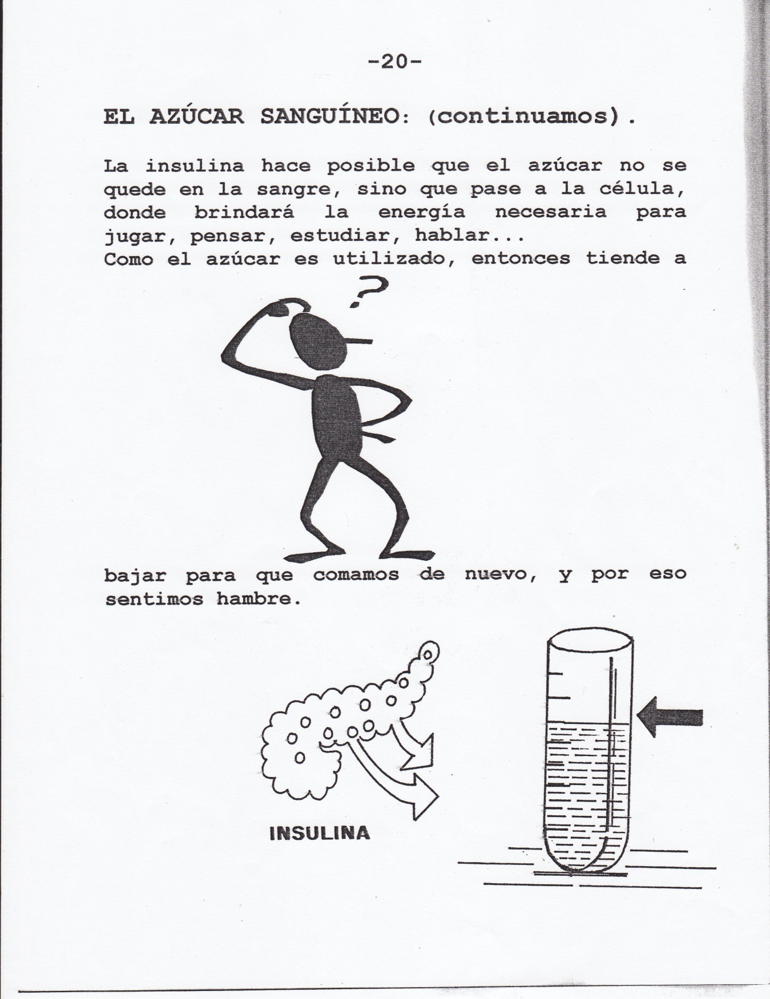 -20-
EL AZÚCAR SANGUÍNEO: (continuamos).
La insulina hace posible que el azúcar no se
quede en la sangre, sino que pase a la célula,
donde brindará la energía necesaria para
jugar, pensar, estudiar, hablar...
Como el azúcar es utilizado, entonces tiende a
?
bajar para que comamos de nuevo, y por eso
sentimos hambre.
INSULINA